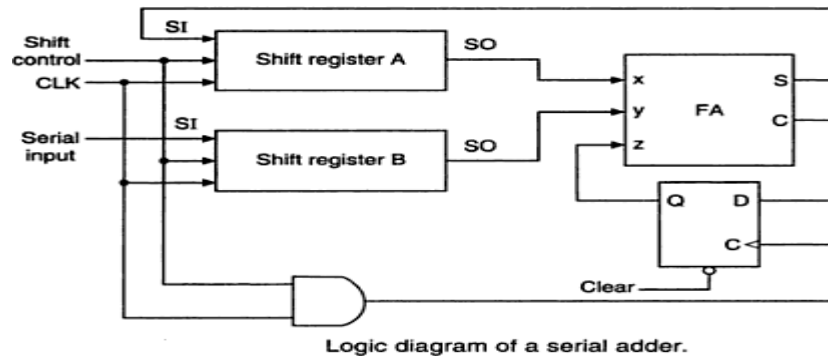 SI
Shift
control
CLK
Shift register A
SO
x
y
z
FA
S
C
Serial
input
SI
Shift register B
SO
Q
D
C
Clear
Logic diagram of a serial adder.